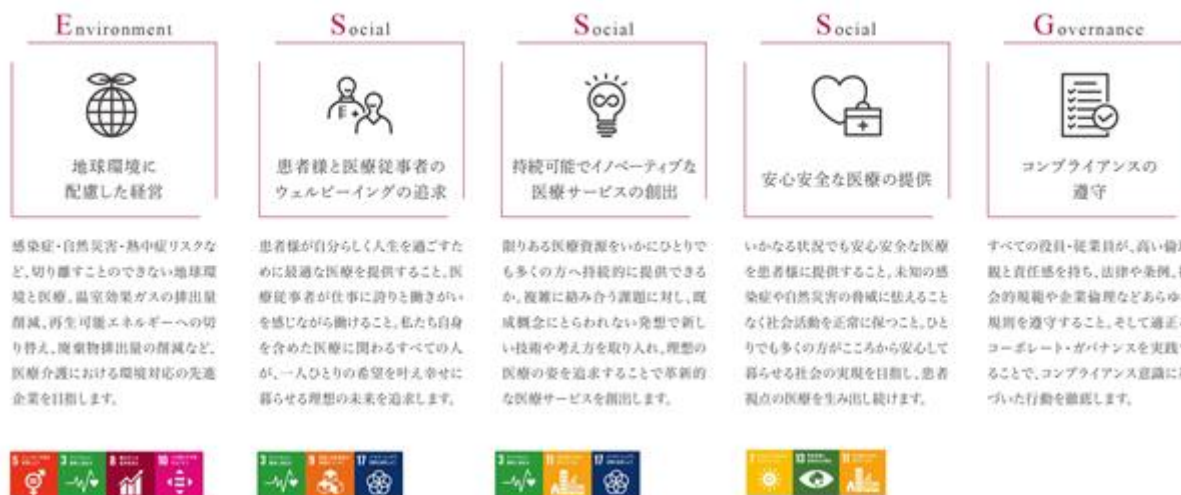 Environment
地球環境に
配慮した経営
感染症・自然災害・熱中症リスクな
ど、切り離すことのできない地球環
境と医療。温室効果ガスの排出量
削減、再生可能エネルギーへの切
り替え、廃棄物排出量の削減など、
医療介護における環境対応の先進
企業を目指します。
Social
患者様と医療従事者の
ウェルビーイングの追求
患者様が自分らしく人生を過ごすた
めに最適な医療を提供すること、医
療従事者が仕事に誇りと働きがい
を感じながら働けること。私たち自身
を含めた医療に関わるすべての人
が、一人ひとりの希望を叶え幸せに
暮らせる理想の未来を追求します。
Social
持続可能でイノベーティブな
医療サービスの創出
限りある医療資源をいかにひとりで
も多くの方へ持続的に提供できる
か。複雑に絡み合う課題に対し、既
成概念にとらわれない発想で新し
い技術や考え方を取り入れ、理想の
医療の姿を追求することで革新的
な医療サービスを創出します。
Social
安心安全な医療の提供
いかなる状況でも安心安全な医療
を患者様に提供すること。未知の感
染症や自然災害の脅威に怯えること
なく社会活動を正常に保つこと。ひと
りでも多くの方がこころから安心して
暮らせる社会の実現を目指し、患者
視点の医療を生み出し続けます。
Governance
コンプライアンスの
遵守
すべての役員・従業員が、高い倫
観と責任感を持ち、法律や条例、
会的規範や企業倫理などあらゆ
規則を遵守すること。そして適正
コーポレート・ガバナンスを実践
ることで、コンプライアンス意識に
づいた行動を徹底します。
5 3 8 10
3 9 17
3 11 17
7 13 11